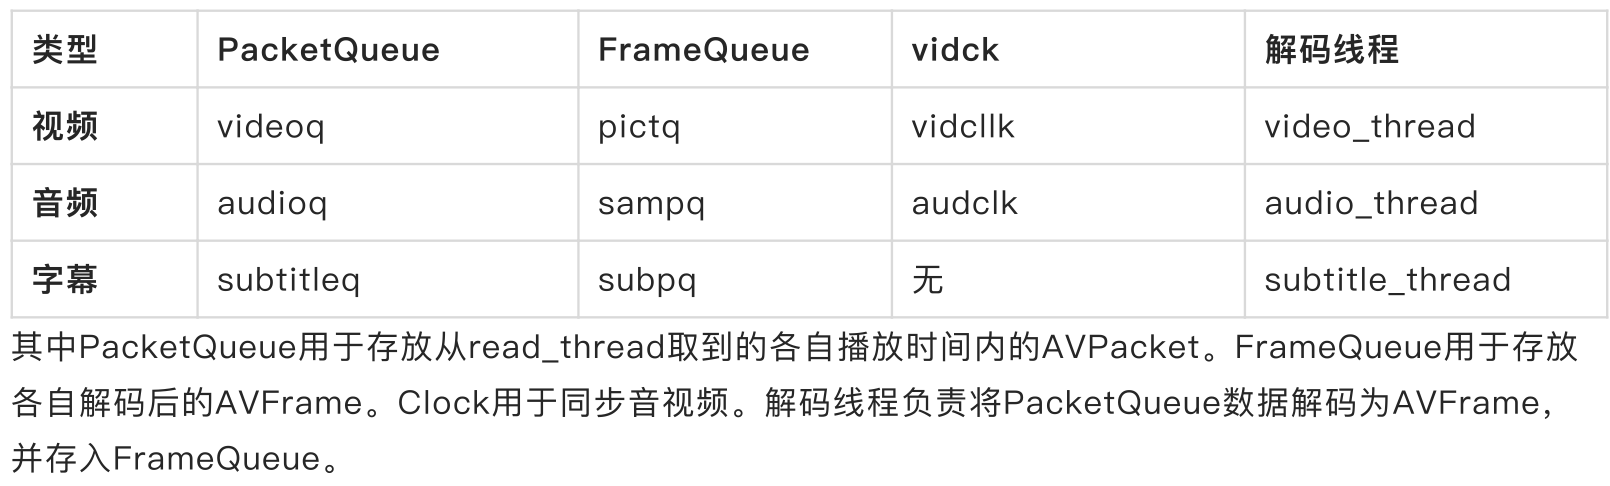 类型 PacketQueue FrameQueue vidck 解码线程
视频 videoq pictq vidcllk video_thread
音频 audioq sampq audclk audio_thread
字幕 subtitleq subpq 无 subtitle_thread
其中PacketQueue用于存放从read_thread取到的各自播放时间内的AVPacket。FrameQueue用于存放
各自解码后的AVFrame。Clock用于同步音视频。解码线程负责将PacketQueue数据解码为AVFrame，
并存入FrameQueue。